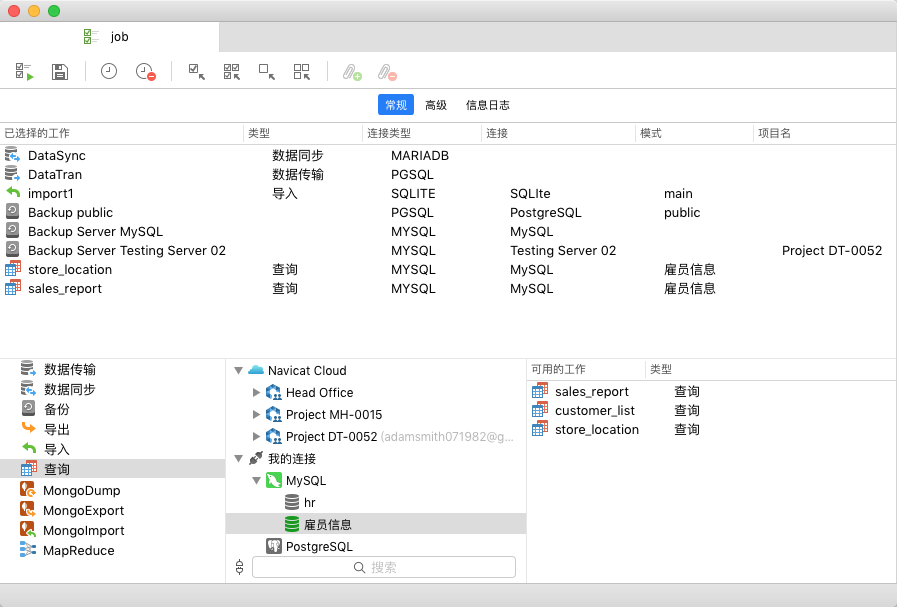 job
常规 高级 信息日志
已选择的工作 类型 连接类型 连接 模式 项目名
DataSync 数据同步 MARIADB
DataTran 数据传输 PGSQL
import1 导入 SQLITE SQLIte main
Backup public PGSQL PostgreSQL public
Backup Server MySQL MYSQL MySQL
Backup Server Testing Server 02 MYSQL Testing Server 02 Project DT-0052
store_location 查询 MYSQL MySQL 雇员信息
sales_report 查询 MYSQL MySQL 雇员信息
数据传输
数据同步
备份
导出
导入
查询
MongoDump
MongoExport
MongoImport
MapReduce
Navicat Cloud
Head Office
Project MH-0015
Project DT-0052 (adamsmith071982@g...
我的连接
MySQL
hr
雇员信息
PostgreSQL
搜索
可用的工作 类型
sales_report 查询
customer_list 查询
store_location 查询